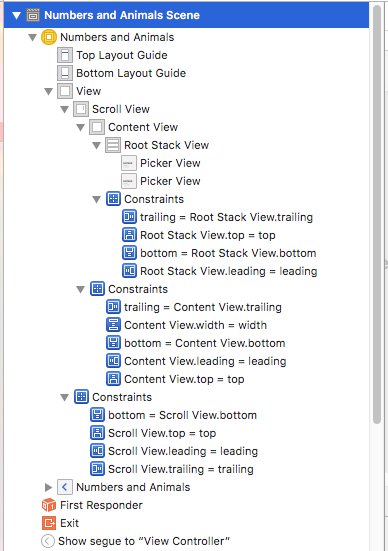 Numbers and Animals Scene
Numbers and Animals
Top Layout Guide
Bottom Layout Guide
View
Scroll View
Content View
Root Stack View
Picker View
Picker View
Constraints
trailing = Root Stack View.trailing
Root Stack View.top = top
bottom = Root Stack View.bottom
Root Stack View.leading = leading
Constraints
trailing = Content View.trailing
Content View.width = width
bottom = Content View.bottom
Content View.leading = leading
Content View.top = top
Constraints
bottom = Scroll View.bottom
Scroll View.top = top
Scroll View.leading = leading
Scroll View.trailing = trailing
Numbers and Animals
First Responder
Exit
Show segue to “View Controller”